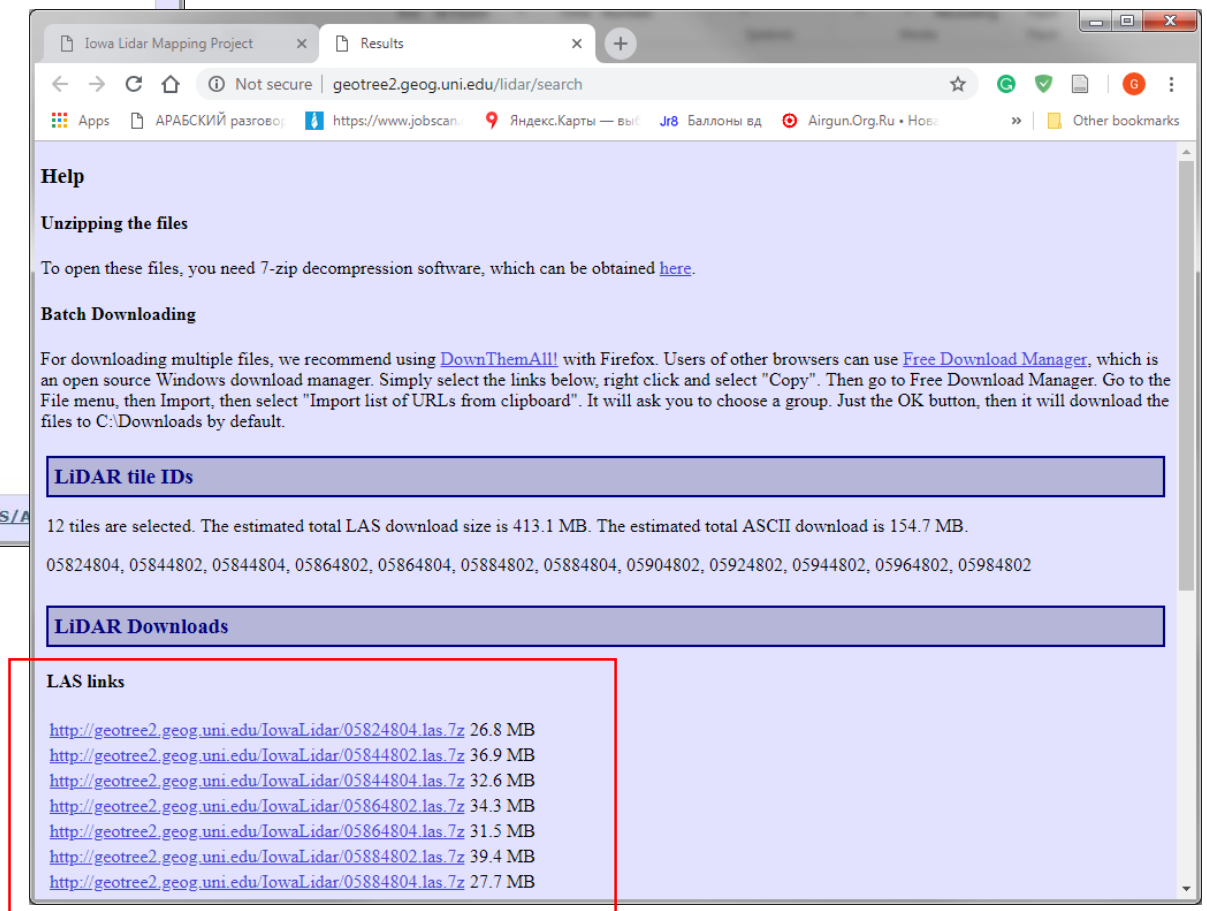 Iowa Lidar Mapping Project
Results
Not secure | geotree2.geog.uni.edu/lidar/search
G
Apps АРАБСКИЙ разговор https://www.jobscan. Яндекс.Карты — выб Jr8 Баллоны вд Airgun.Org.Ru • Нова » Other bookmarks
Help
Unzipping the files
To open these files, you need 7-zip decompression software, which can be obtained here.
Batch Downloading
For downloading multiple files, we recommend using DownThemAll! with Firefox. Users of other browsers can use Free Download Manager, which is
an open source Windows download manager. Simply select the links below, right click and select "Copy". Then go to Free Download Manager. Go to the
File menu, then Import, then select "Import list of URLs from clipboard". It will ask you to choose a group. Just the OK button, then it will download the
files to C:\Downloads by default.
LiDAR tile IDs
S/A
12 tiles are selected. The estimated total LAS download size is 413.1 MB. The estimated total ASCII download is 154.7 MB.
05824804, 05844802, 05844804, 05864802, 05864804, 05884802, 05884804, 05904802, 05924802, 05944802, 05964802, 05984802
LiDAR Downloads
LAS links
http://geotree2.geog.uni.edu/IowaLidar/05824804.las.7z 26.8 MB
http://geotree2.geog.uni.edu/IowaLidar/05844802.las.7z 36.9 MB
http://geotree2.geog.uni.edu/IowaLidar/05844804.las.7z 32.6 MB
http://geotree2.geog.uni.edu/IowaLidar/05864802.las.7z 34.3 MB
http://geotree2.geog.uni.edu/IowaLidar/05864804.las.7z 31.5 MB
http://geotree2.geog.uni.edu/IowaLidar/05884802.las.7z 39.4 MB
http://geotree2.geog.uni.edu/IowaLidar/05884804.las.7z 27.7 MB